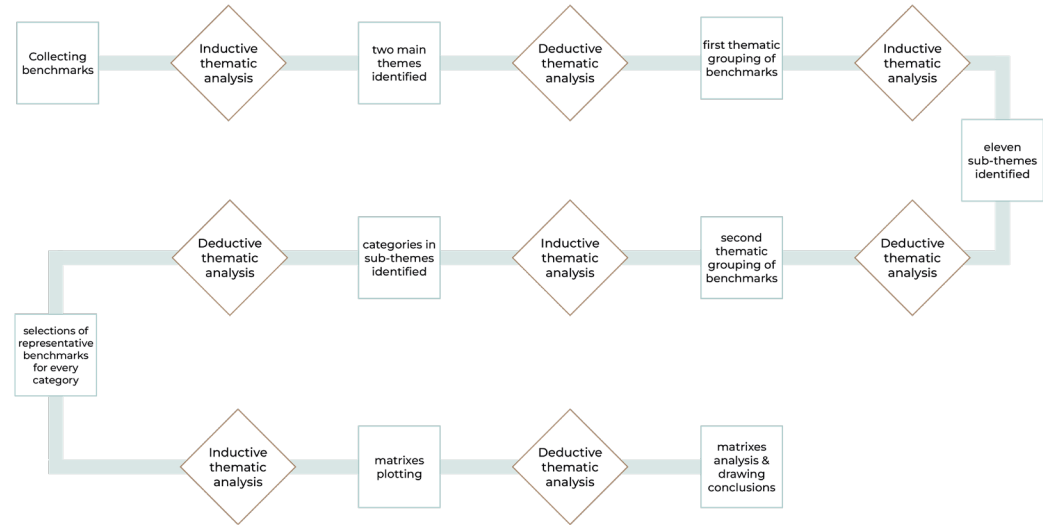 Collecting
benchmarks
Inductive
thematic
analysis
two main
themes
identified
Deductive
thematic
analysis
first thematic
grouping of
benchmarks
Inductive
thematic
analysis
eleven
sub-themes
identified
Deductive
thematic
analysis
second
thematic
grouping of
benchmarks
Inductive
thematic
analysis
categories in
sub-themes
identified
Deductive
thematic
analysis
selections of
representative
benchmarks
for every
category
Inductive
thematic
analysis
matrixes
plotting
Deductive
thematic
analysis
matrixes
analysis &
drawing
conclusions